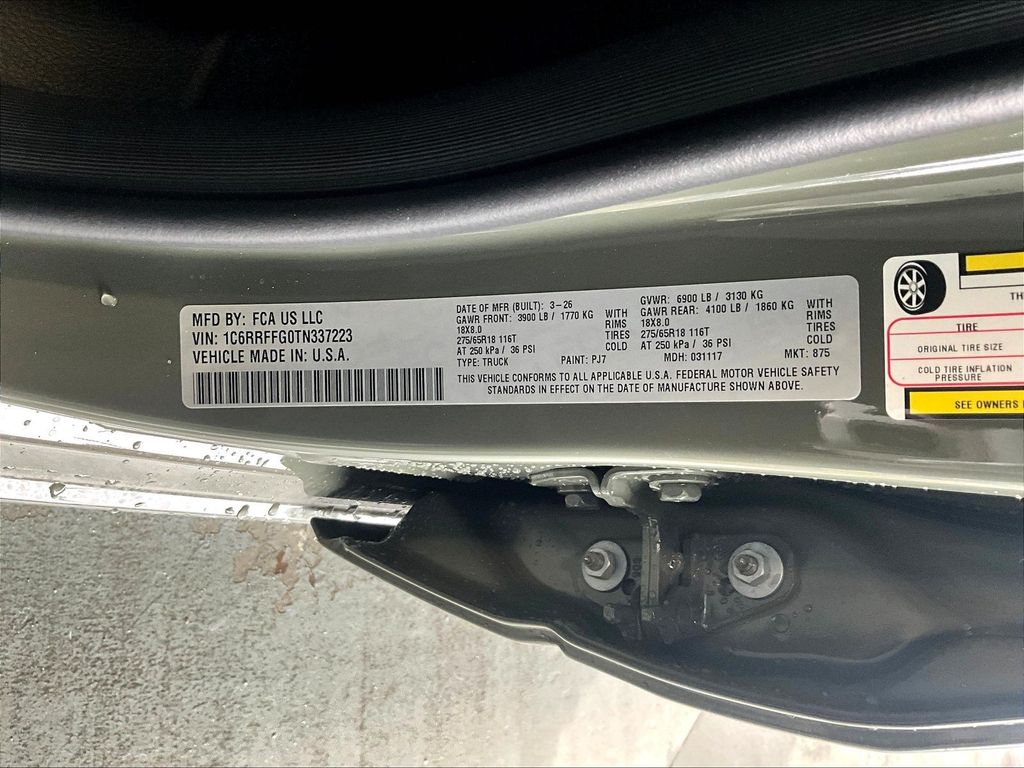 MFD BY: FCA US LLC
VIN: 1C6RRFFG0TN337223
VEHICLE MADE IN U.S.A.
DATE OF MFR (BUILT): 3-26
GAWR FRONT: 3900 LB / 1770 KG WITH
18X8.0 RIMS
275/65R18 116T TIRES
AT 250 kPa / 36 PSI COLD
TYPE: TRUCK PAINT: PJ7
GVWR: 6900 LB / 3130 KG
GAWR REAR: 4100 LB / 1860 KG WITH
18X8.0 RIMS
275/65R18 116T TIRES
AT 250 kPa / 36 PSI COLD
MDH: 031117 MKT: 875
THIS VEHICLE CONFORMS TO ALL APPLICABLE U.S.A. FEDERAL MOTOR VEHICLE SAFETY
STANDARDS IN EFFECT ON THE DATE OF MANUFACTURE SHOWN ABOVE.
TH
TIRE
ORIGINAL TIRE SIZE
COLD TIRE INFLATION
PRESSURE
SEE OWNERS